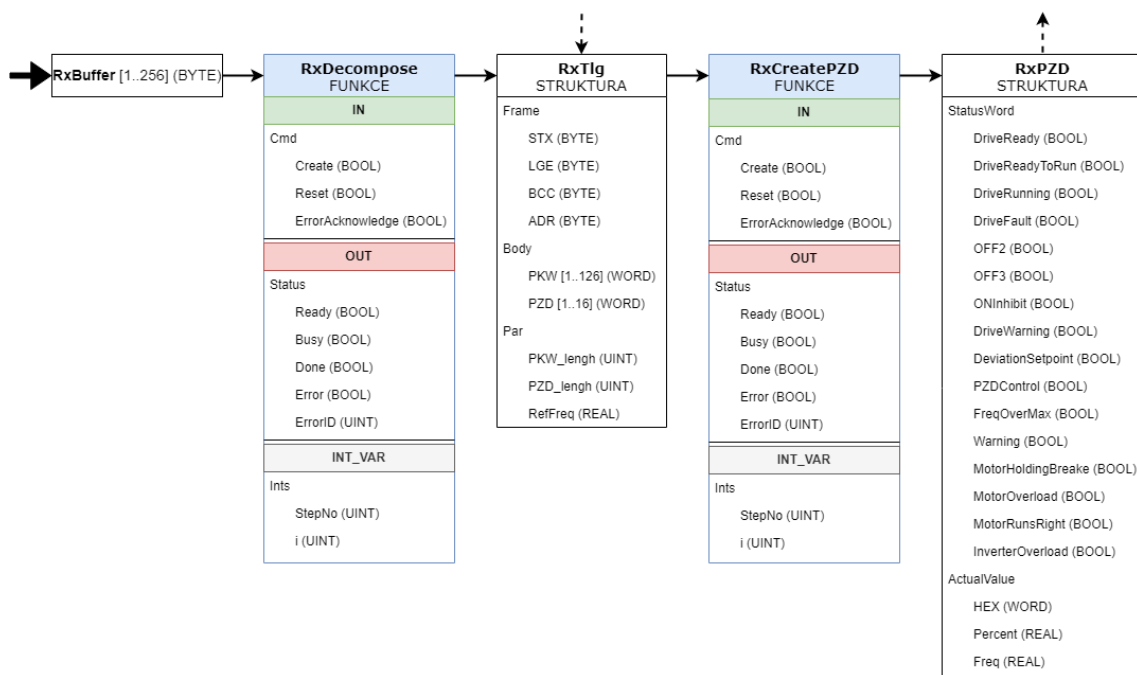 RxBuffer [1..256] (BYTE)
RxDecompose
FUNKCE
IN
Cmd
Create (BOOL)
Reset (BOOL)
ErrorAcknowledge (BOOL)
OUT
Status
Ready (BOOL)
Busy (BOOL)
Done (BOOL)
Error (BOOL)
ErrorID (UINT)
INT_VAR
Ints
StepNo (UINT)
i (UINT)
RxTlg
STRUKTURA
Frame
STX (BYTE)
LGE (BYTE)
BCC (BYTE)
ADR (BYTE)
Body
PKW [1..126] (WORD)
PZD [1..16] (WORD)
Par
PKW_lengh (UINT)
PZD_lengh (UINT)
RefFreq (REAL)
RxCreatePZD
FUNKCE
IN
Cmd
Create (BOOL)
Reset (BOOL)
ErrorAcknowledge (BOOL)
OUT
Status
Ready (BOOL)
Busy (BOOL)
Done (BOOL)
Error (BOOL)
ErrorID (UINT)
INT_VAR
Ints
StepNo (UINT)
i (UINT)
RxPZD
STRUKTURA
StatusWord
DriveReady (BOOL)
DriveReadyToRun (BOOL)
DriveRunning (BOOL)
DriveFault (BOOL)
OFF2 (BOOL)
OFF3 (BOOL)
ONInhibit (BOOL)
DriveWarning (BOOL)
DeviationSetpoint (BOOL)
PZDControl (BOOL)
FreqOverMax (BOOL)
Warning (BOOL)
MotorHoldingBreake (BOOL)
MotorOverload (BOOL)
MotorRunsRight (BOOL)
InverterOverload (BOOL)
ActualValue
HEX (WORD)
Percent (REAL)
Freq (REAL)